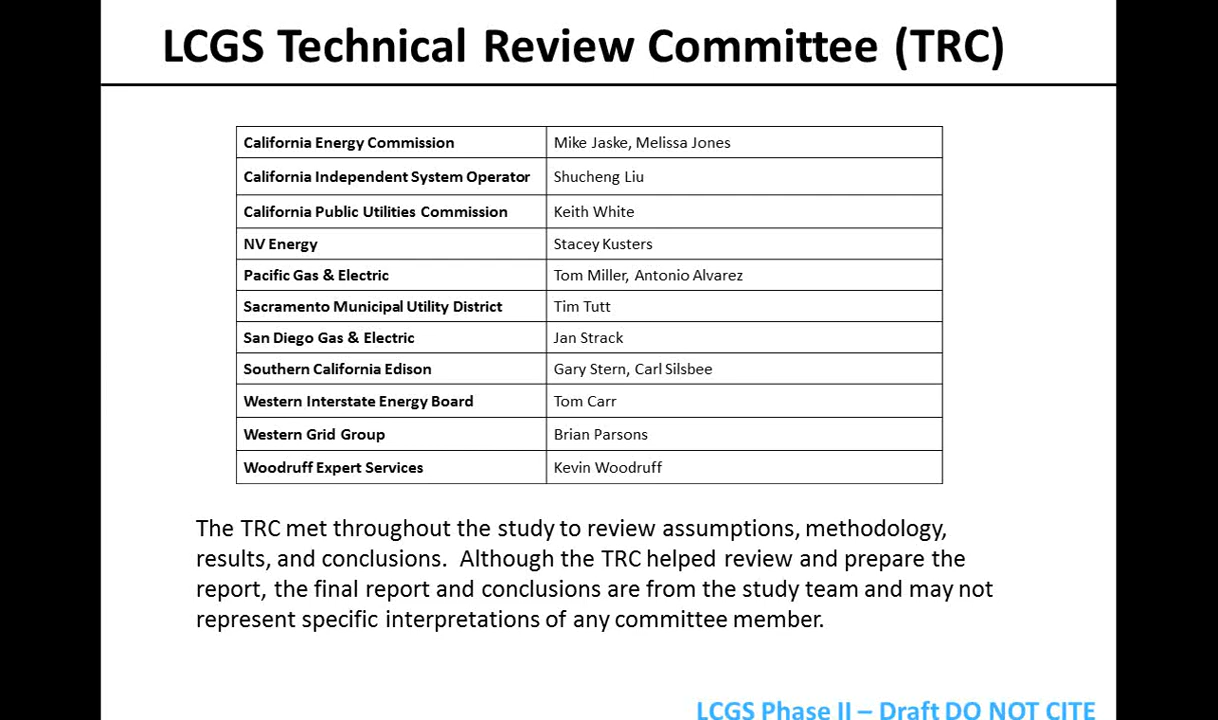 LCGS Technical Review Committee (TRC)
California Energy Commission Mike Jaske, Melissa Jones
California Independent System Operator Shucheng Liu
California Public Utilities Commission Keith White
NV Energy Stacey Kusters
Pacific Gas & Electric Tom Miller, Antonio Alvarez
Sacramento Municipal Utility District Tim Tutt
San Diego Gas & Electric Jan Strack
Southern California Edison Gary Stern, Carl Silsbee
Western Interstate Energy Board Tom Carr
Western Grid Group Brian Parsons
Woodruff Expert Services Kevin Woodruff
The TRC met throughout the study to review assumptions, methodology,
results, and conclusions.  Although the TRC helped review and prepare the
report, the final report and conclusions are from the study team and may not
represent specific interpretations of any committee member.
LCGS Phase II – Draft DO NOT CITE